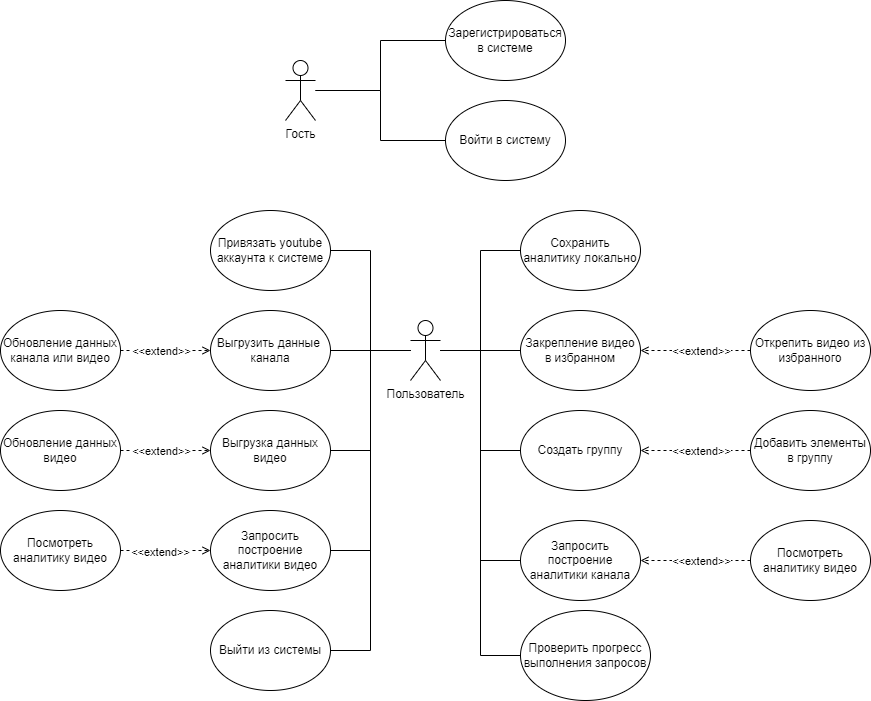 Зарегистрироваться
в системе
Гость
Войти в систему
Привязать youtube
аккаунта к системе
Сохранить
аналитику локально
Обновление данных
канала или видео
<<extend>>
Выгрузить данные
канала
Пользователь
Закрепление видео
в избранном
<<extend>>
Открепить видео из
избранного
Обновление данных
видео
<<extend>>
Выгрузка данных
видео
Создать группу
<<extend>>
Добавить элементы
в группу
Посмотреть
аналитику видео
<<extend>>
Запросить
построение
аналитики видео
Запросить
построение
аналитики канала
<<extend>>
Посмотреть
аналитику видео
Выйти из системы
Проверить прогресс
выполнения запросов